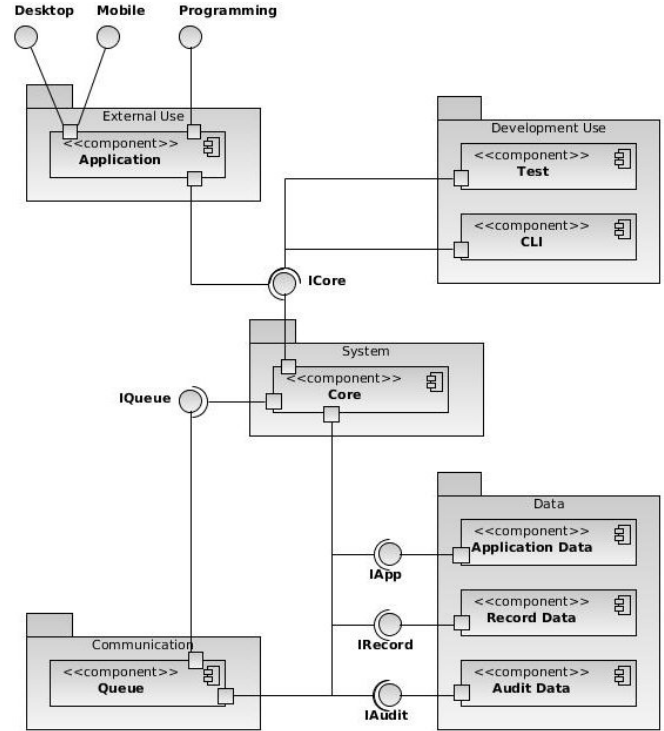 Desktop Mobile Programming
External Use
<<component>>
Application
Development Use
<<component>>
Test
<<component>>
CLI
ICore
System
<<component>>
Core
IQueue
Data
<<component>>
Application Data
IApp
<<component>>
Record Data
IRecord
<<component>>
Audit Data
IAudit
Communication
<<component>>
Queue